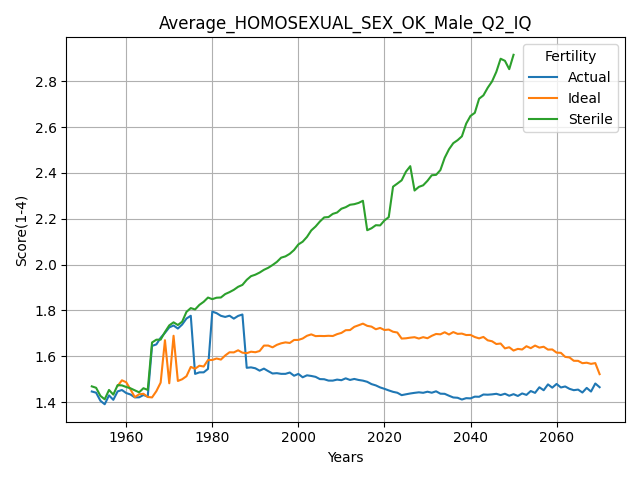 Average_HOMOSEXUAL_SEX_OK_Male_Q2_IQ
Fertility
Actual
Ideal
Sterile
Score(1-4)
2.8
2.6
2.4
2.2
2.0
1.8
1.6
1.4
1960 1980 2000 2020 2040 2060
Years